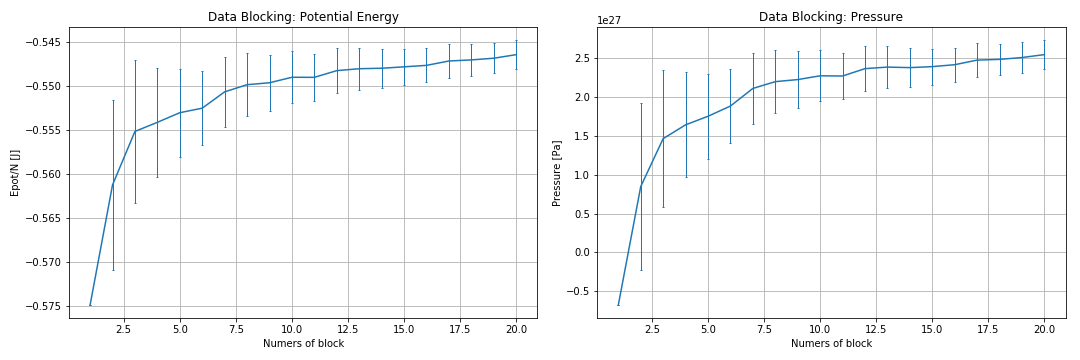 Data Blocking: Potential Energy
Epot/N [J]
−0.545
−0.550
−0.555
−0.560
−0.565
−0.570
−0.575
2.5 5.0 7.5 10.0 12.5 15.0 17.5 20.0
Numers of block
Data Blocking: Pressure
1e27
Pressure [Pa]
2.5
2.0
1.5
1.0
0.5
0.0
−0.5
2.5 5.0 7.5 10.0 12.5 15.0 17.5 20.0
Numers of block